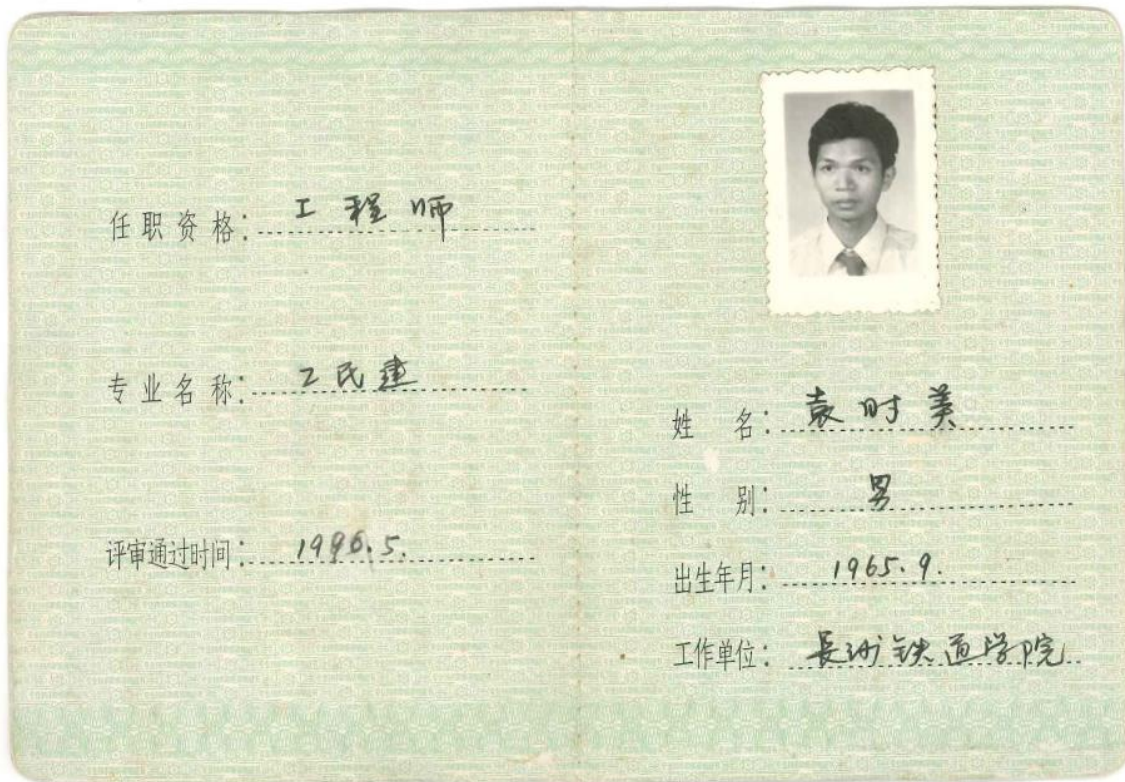 任职资格：工程师
专业名称：工民建
评审通过时间：1996.5.
姓名：袁时美
性别：男
出生年月：1965.9.
工作单位：长沙铁道学院